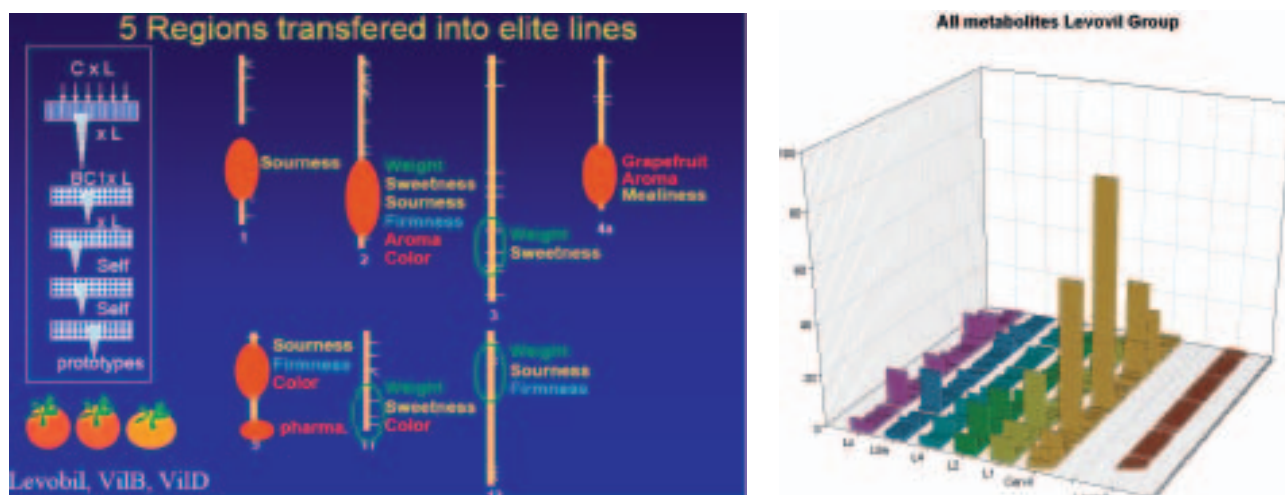 5 Regions transfered into elite lines
C x L
x L
BC1x L
x L
Self
Self
prototypes
Levobil, VilB, VilD
Sourness
1
Weight
Sweetness
Sourness
Firmness
Aroma
Color
2
Weight
Sweetness
3
Grapefruit
Aroma
Mealiness
4a
Sourness
Firmness
Color
pharma.
Weight
Sweetness
Color
Weight
Sourness
Firmness
All metabolites Levovil Group
L4
L2
L1
Cervil